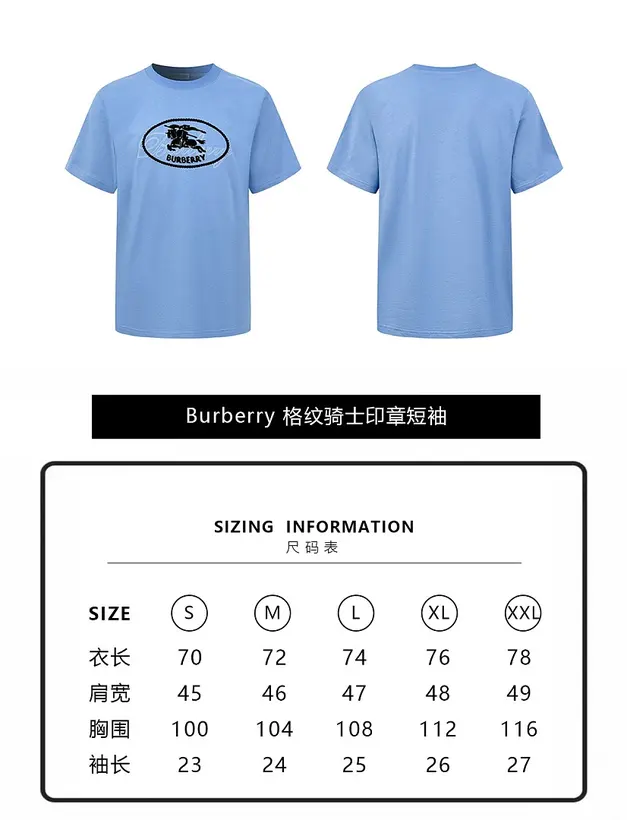 BURBERRY
Burberry 格纹骑士印章短袖
SIZING INFORMATION
尺码表
SIZE S M L XL XXL
衣长 70 72 74 76 78
肩宽 45 46 47 48 49
胸围 100 104 108 112 116
袖长 23 24 25 26 27